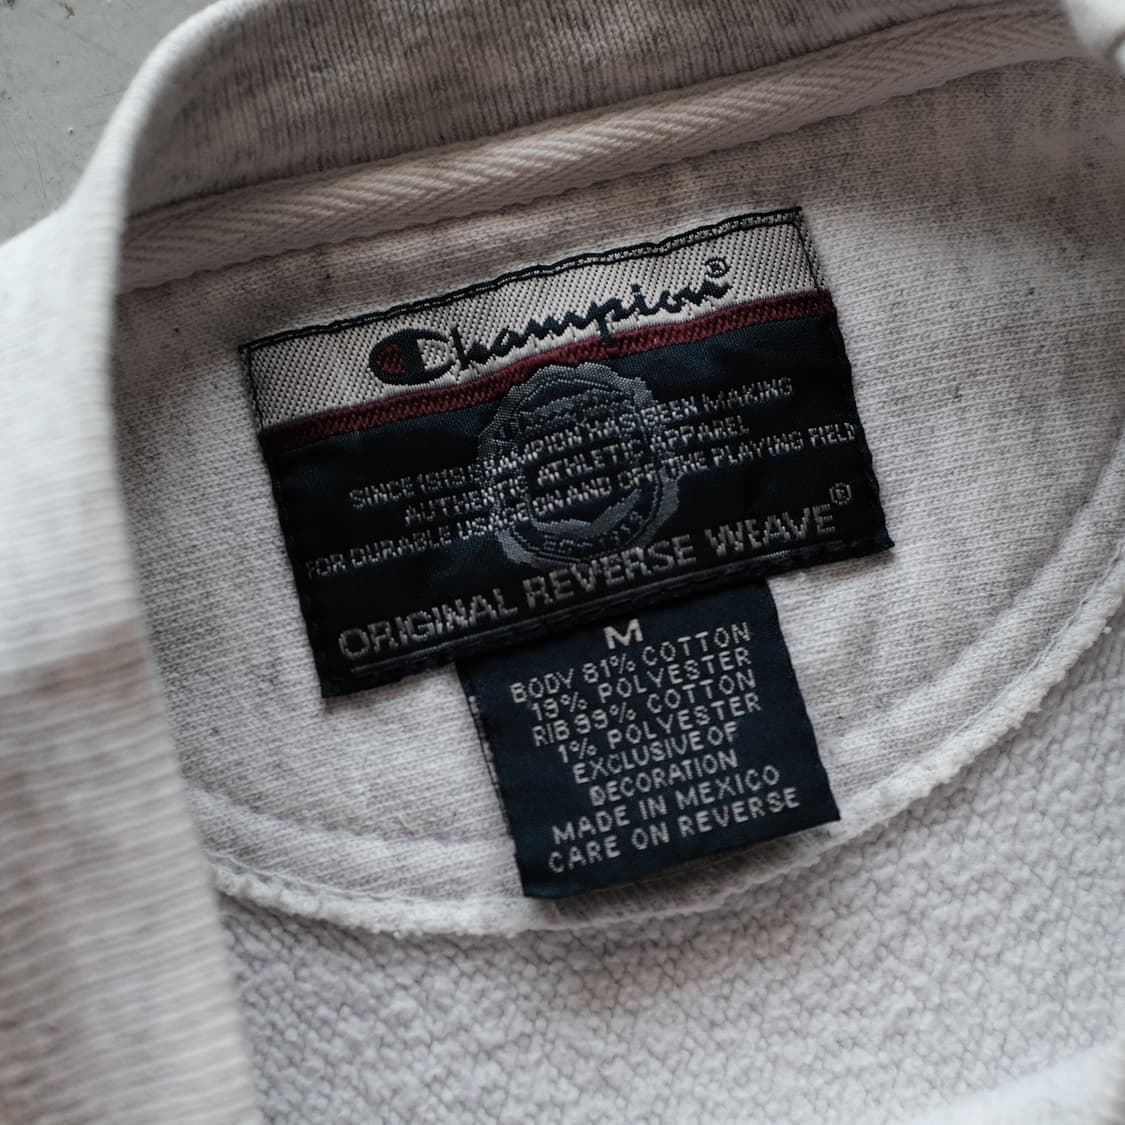 Champion®
SINCE 1919 CHAMPION HAS BEEN MAKING
AUTHENTIC ATHLETIC APPAREL
FOR DURABLE USAGE ON AND OFF THE PLAYING FIELD
ORIGINAL REVERSE WEAVE®
M
BODY 81% COTTON
19% POLYESTER
RIB 99% COTTON
1% POLYESTER
EXCLUSIVE OF
DECORATION
MADE IN MEXICO
CARE ON REVERSE